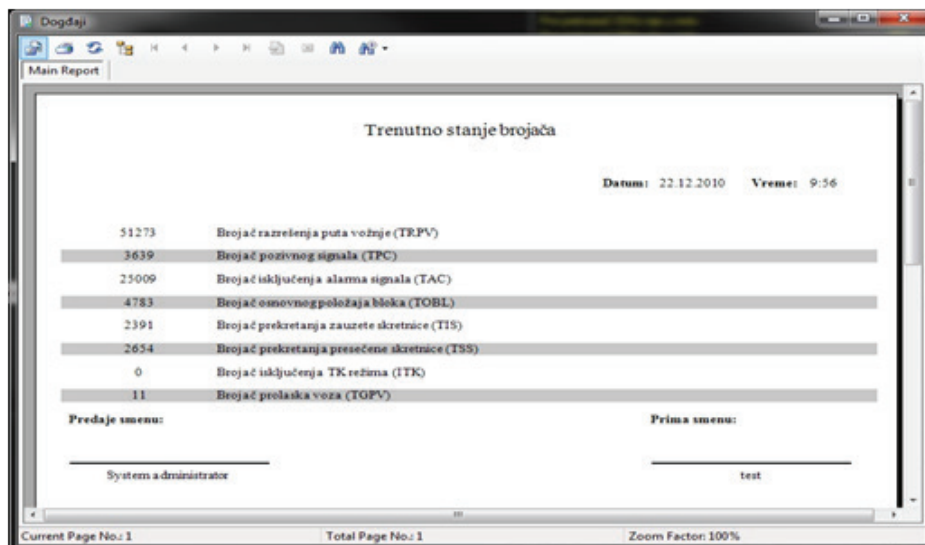 Događaji
Main Report
Trenutno stanje brojača
Datum: 22.12.2010 Vreme: 9:56
51273 Brojač razrešenja puta vožnje (TRPV)
3639 Brojač pozivnog signala (TPC)
25009 Brojač isključenja alarma signala (TAC)
4783 Brojač osnovnog položaja bloka (TOBL)
2391 Brojač prekretanja zauzete skretnice (TIS)
2654 Brojač prekretanja presečene skretnice (TSS)
0 Brojač isključenja TK režima (ITK)
11 Brojač prolaska voza (TGPV)
Predaje smenu: Prima smenu:
System administrator test
Current Page No.: 1 Total Page No.: 1 Zoom Factor: 100%